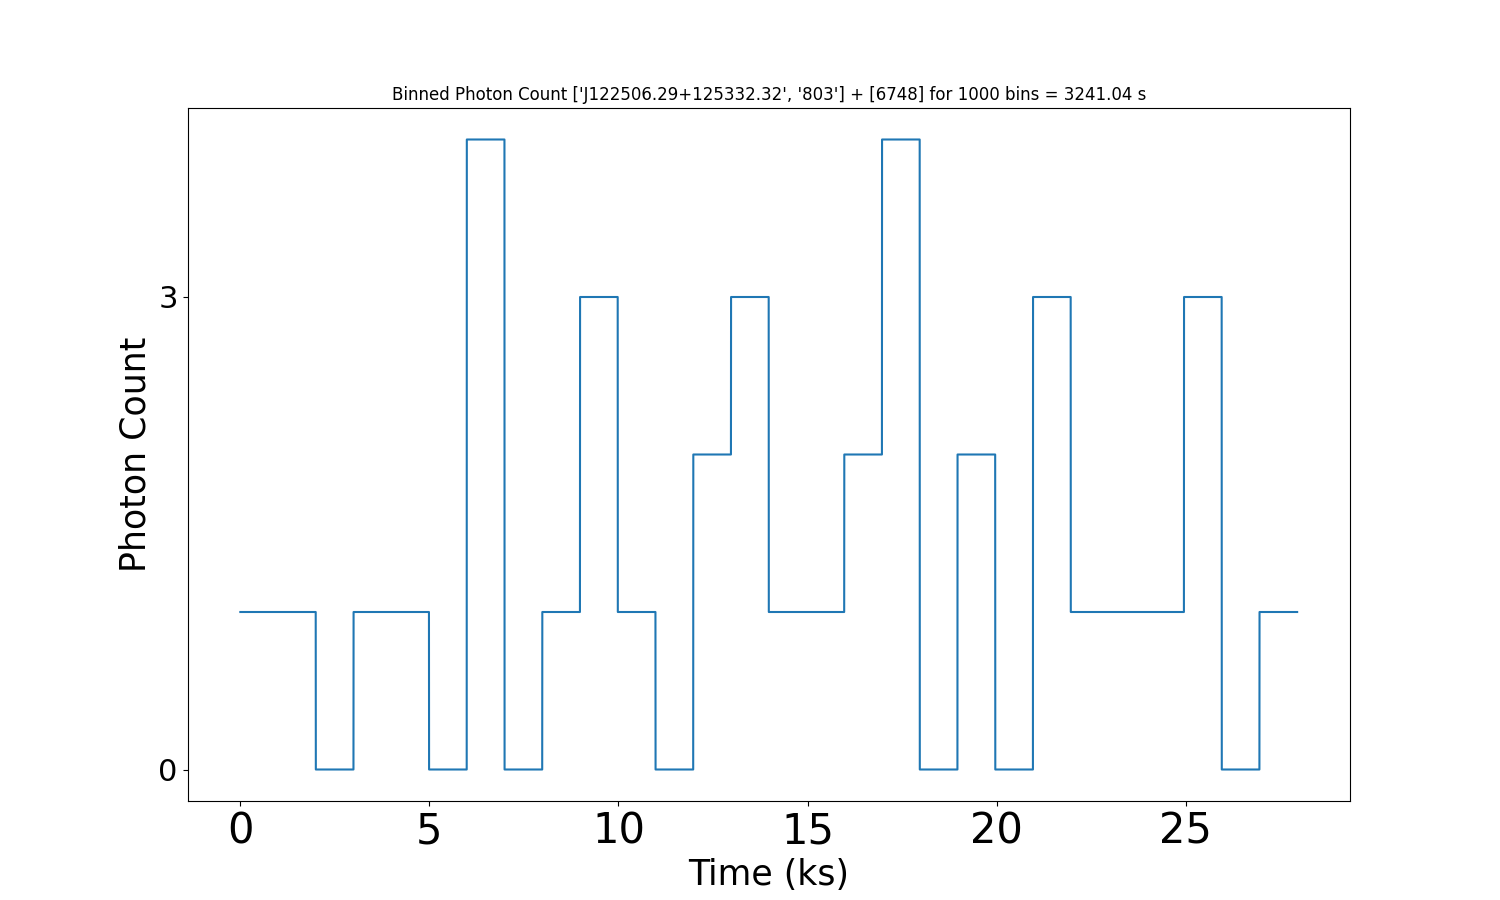 Binned Photon Count ['J122506.29+125332.32', '803'] + [6748] for 1000 bins = 3241.04 s
3
Photon Count
0
0 5 10 15 20 25
Time (ks)